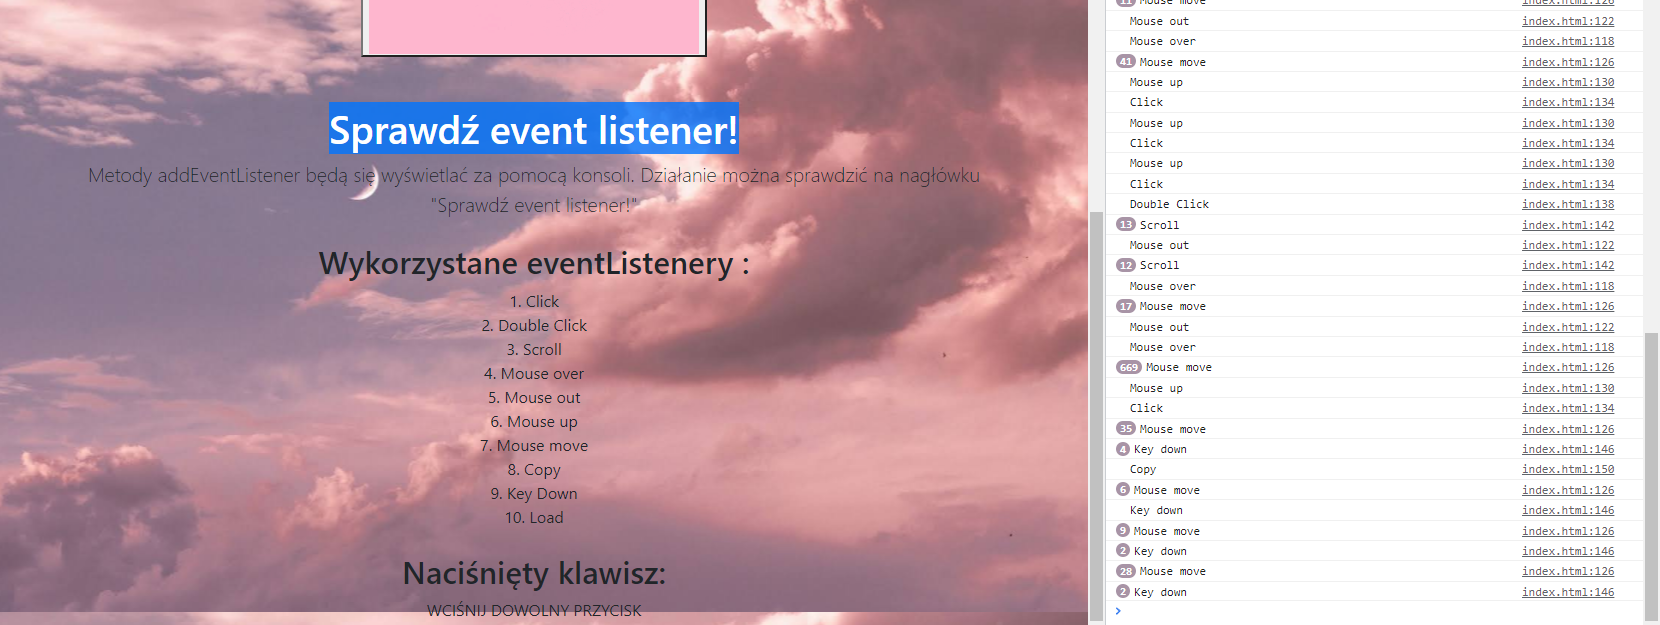 Sprawdź event listener!
Metody addEventListener będą się wyświetlać za pomocą konsoli. Działanie można sprawdzić na nagłówku
"Sprawdź event listener!"
Wykorzystane eventListenery :
1. Click
2. Double Click
3. Scroll
4. Mouse over
5. Mouse out
6. Mouse up
7. Mouse move
8. Copy
9. Key Down
10. Load
Naciśnięty klawisz:
WCIŚNIJ DOWOLNY PRZYCISK
11 Mouse move index.html:126
Mouse out index.html:122
Mouse over index.html:118
41 Mouse move index.html:126
Mouse up index.html:130
Click index.html:134
Mouse up index.html:130
Click index.html:134
Mouse up index.html:130
Click index.html:134
Double Click index.html:138
13 Scroll index.html:142
Mouse out index.html:122
12 Scroll index.html:142
Mouse over index.html:118
17 Mouse move index.html:126
Mouse out index.html:122
Mouse over index.html:118
669 Mouse move index.html:126
Mouse up index.html:130
Click index.html:134
35 Mouse move index.html:126
4 Key down index.html:146
Copy index.html:150
6 Mouse move index.html:126
Key down index.html:146
9 Mouse move index.html:126
2 Key down index.html:146
28 Mouse move index.html:126
2 Key down index.html:146